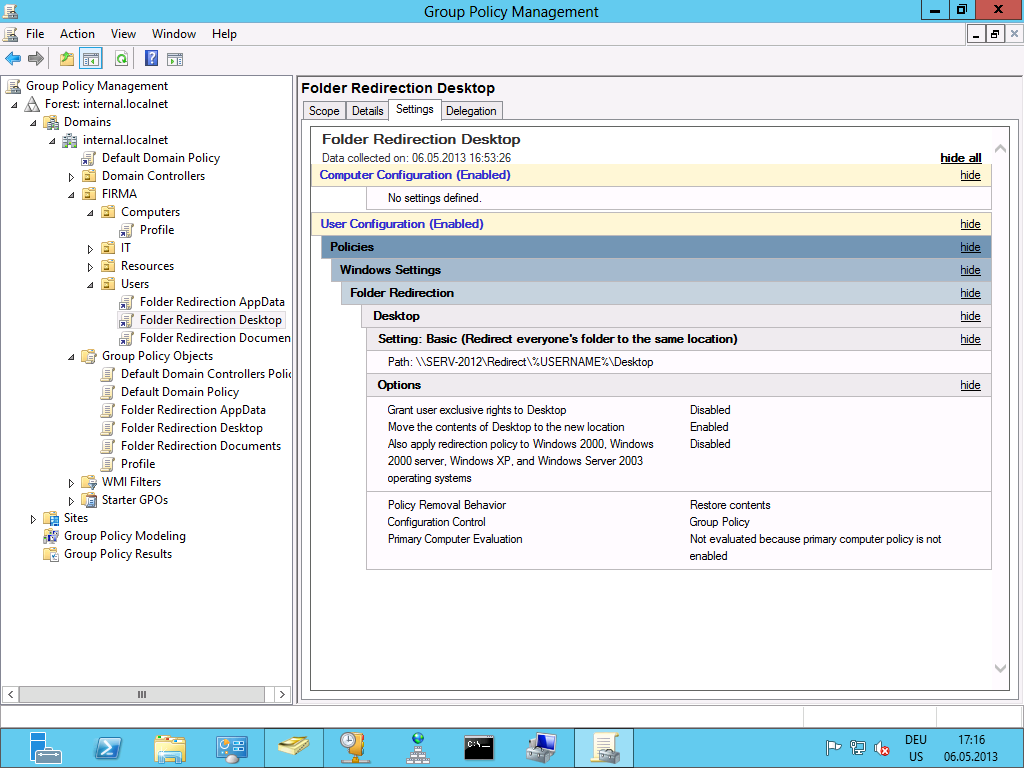 Group Policy Management
File Action View Window Help
Group Policy Management
Forest: internal.localnet
Domains
internal.localnet
Default Domain Policy
Domain Controllers
FIRMA
Computers
Profile
IT
Resources
Users
Folder Redirection AppData
Folder Redirection Desktop
Folder Redirection Documen
Group Policy Objects
Default Domain Controllers Polic
Default Domain Policy
Folder Redirection AppData
Folder Redirection Desktop
Folder Redirection Documents
Profile
WMI Filters
Starter GPOs
Sites
Group Policy Modeling
Group Policy Results
Folder Redirection Desktop
Scope Details Settings Delegation
Folder Redirection Desktop
Data collected on: 06.05.2013 16:53:26
hide all
Computer Configuration (Enabled) hide
No settings defined.
User Configuration (Enabled) hide
Policies hide
Windows Settings hide
Folder Redirection hide
Desktop hide
Setting: Basic (Redirect everyone's folder to the same location) hide
Path: \\SERV-2012\Redirect\%USERNAME%\Desktop
Options hide
Grant user exclusive rights to Desktop Disabled
Move the contents of Desktop to the new location Enabled
Also apply redirection policy to Windows 2000, Windows Disabled
2000 server, Windows XP, and Windows Server 2003
operating systems
Policy Removal Behavior Restore contents
Configuration Control Group Policy
Primary Computer Evaluation Not evaluated because primary computer policy is not
enabled
C:\_
DEU 17:16
US 06.05.2013